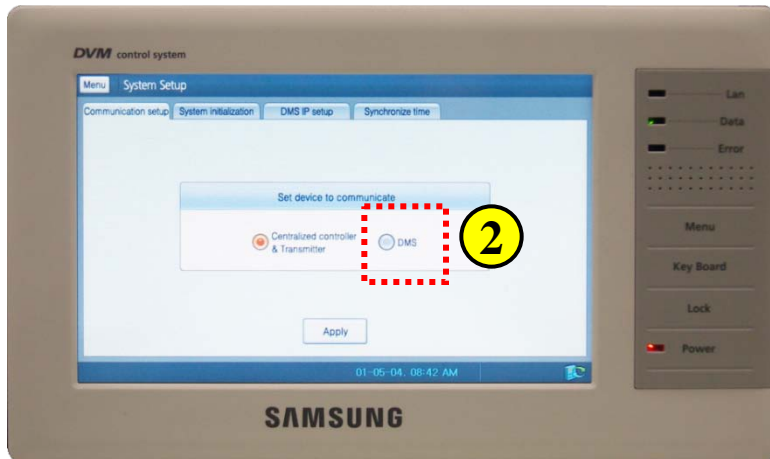 DVM control system
Menu System Setup
Communication setup System initialization DMS IP setup Synchronize time
Set device to communicate
Centralized controller
& Transmitter
DMS
2
Apply
01-05-04. 08:42 AM
SAMSUNG
Lan
Data
Error
Menu
Key Board
Lock
Power